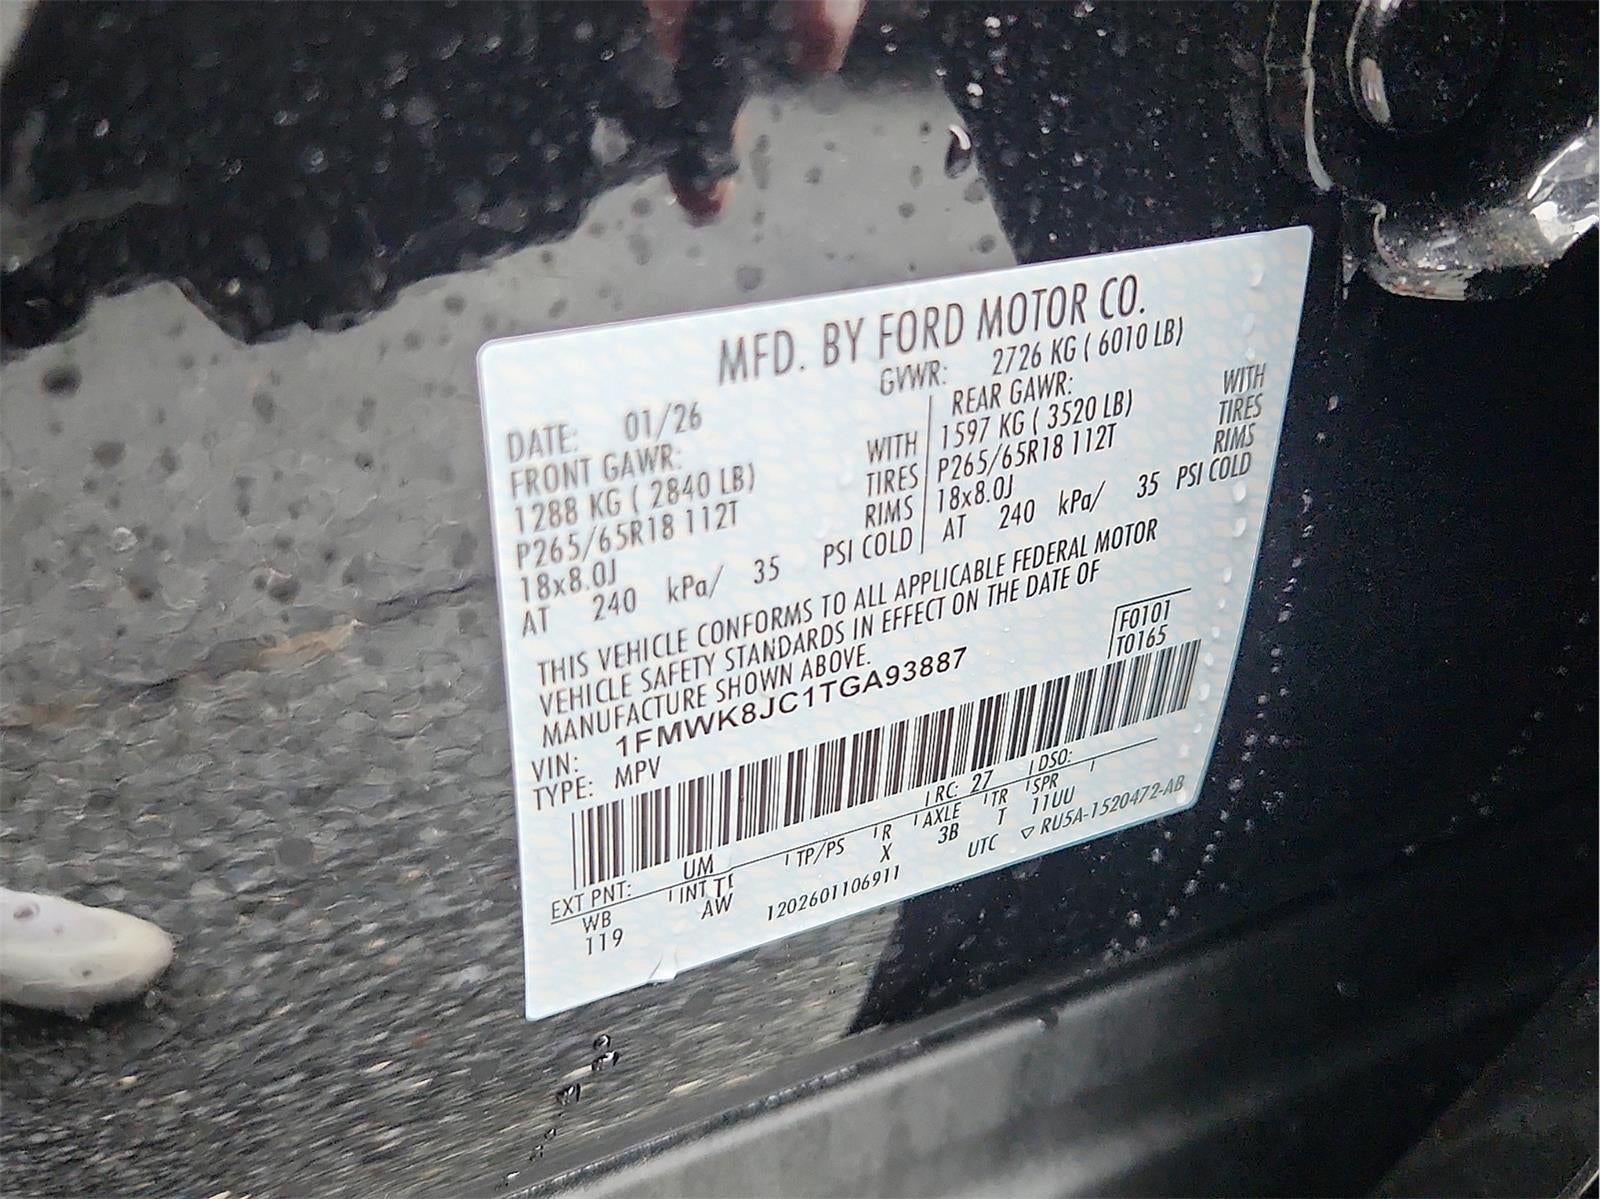 MFD. BY FORD MOTOR CO.
DATE: 01/26 GVWR: 2726 KG ( 6010 LB)
FRONT GAWR: REAR GAWR:
1288 KG ( 2840 LB) WITH 1597 KG ( 3520 LB) WITH
P265/65R18 112T TIRES P265/65R18 112T TIRES
18x8.0J RIMS 18x8.0J RIMS
AT 240 kPa/ 35 PSI COLD AT 240 kPa/ 35 PSI COLD
THIS VEHICLE CONFORMS TO ALL APPLICABLE FEDERAL MOTOR
VEHICLE SAFETY STANDARDS IN EFFECT ON THE DATE OF
MANUFACTURE SHOWN ABOVE.
F0101
T0165
VIN: 1FMWK8JC1TGA93887
TYPE: MPV
EXT PNT: UM RC: 27 DSO:
WB INT TR TP/PS R AXLE TR SPR
119 AW X 3B T 11UU
1202601106911 UTC ▽ RU5A-1520472-AB